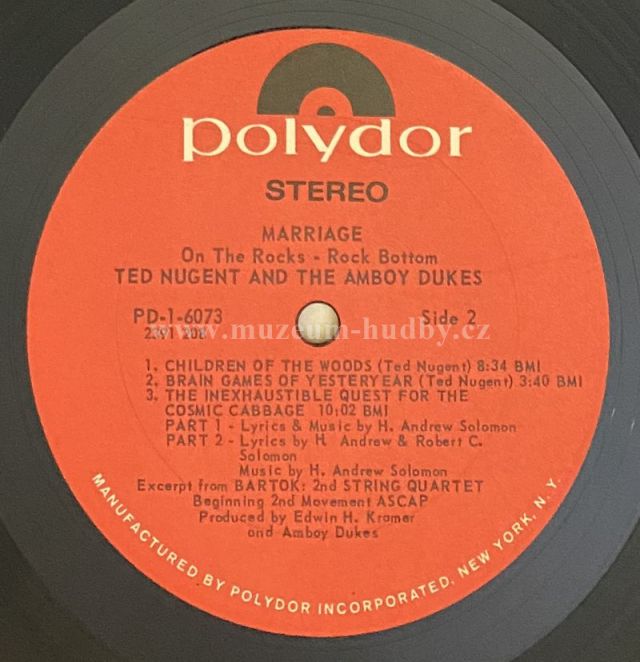 polydor
STEREO
MARRIAGE
On The Rocks - Rock Bottom
TED NUGENT AND THE AMBOY DUKES
PD-1-6073 Side 2
2391 208
www.muzeum-hudby.cz
1. CHILDREN OF THE WOODS (Ted Nugent) 8:34 BMI
2. BRAIN GAMES OF YESTERYEAR (Ted Nugent) 3:40 BMI
3. THE INEXHAUSTIBLE QUEST FOR THE
COSMIC CABBAGE 10:02 BMI
PART 1 - Lyrics & Music by H. Andrew Solomon
PART 2 - Lyrics by H. Andrew & Robert C.
Solomon
Music by H. Andrew Solomon
Excerpt from BARTOK: 2nd STRING QUARTET
Beginning 2nd Movement ASCAP
Produced by Edwin H. Kramer
and Amboy Dukes
MANUFACTURED BY POLYDOR INCORPORATED, NEW YORK, N. Y.